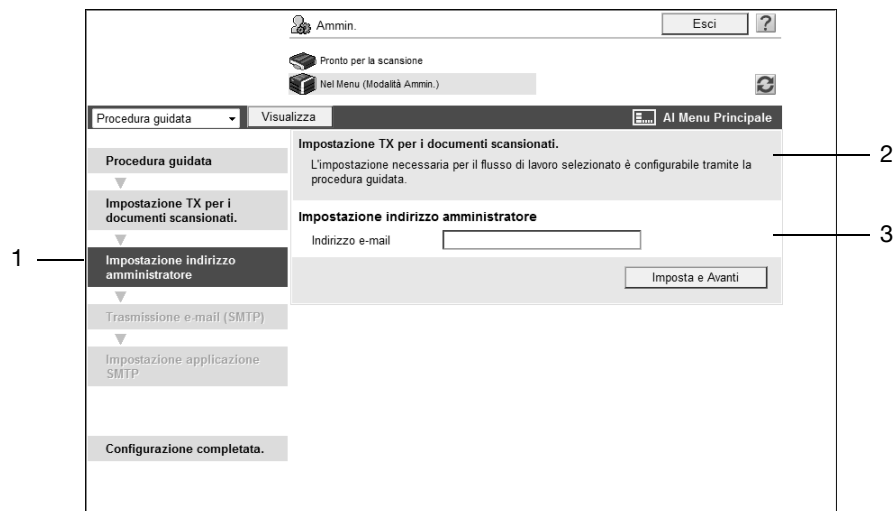 Ammin.
Esci
?
Pronto per la scansione
Nel Menu (Modalità Ammin.)
Procedura guidata
Visualizza
Al Menu Principale
Procedura guidata
Impostazione TX per i
documenti scansionati.
Impostazione indirizzo
amministratore
Trasmissione e-mail (SMTP)
Impostazione applicazione
SMTP
Configurazione completata.
Impostazione TX per i documenti scansionati.
L'impostazione necessaria per il flusso di lavoro selezionato è configurabile tramite la
procedura guidata.
Impostazione indirizzo amministratore
Indirizzo e-mail
Imposta e Avanti
1
2
3